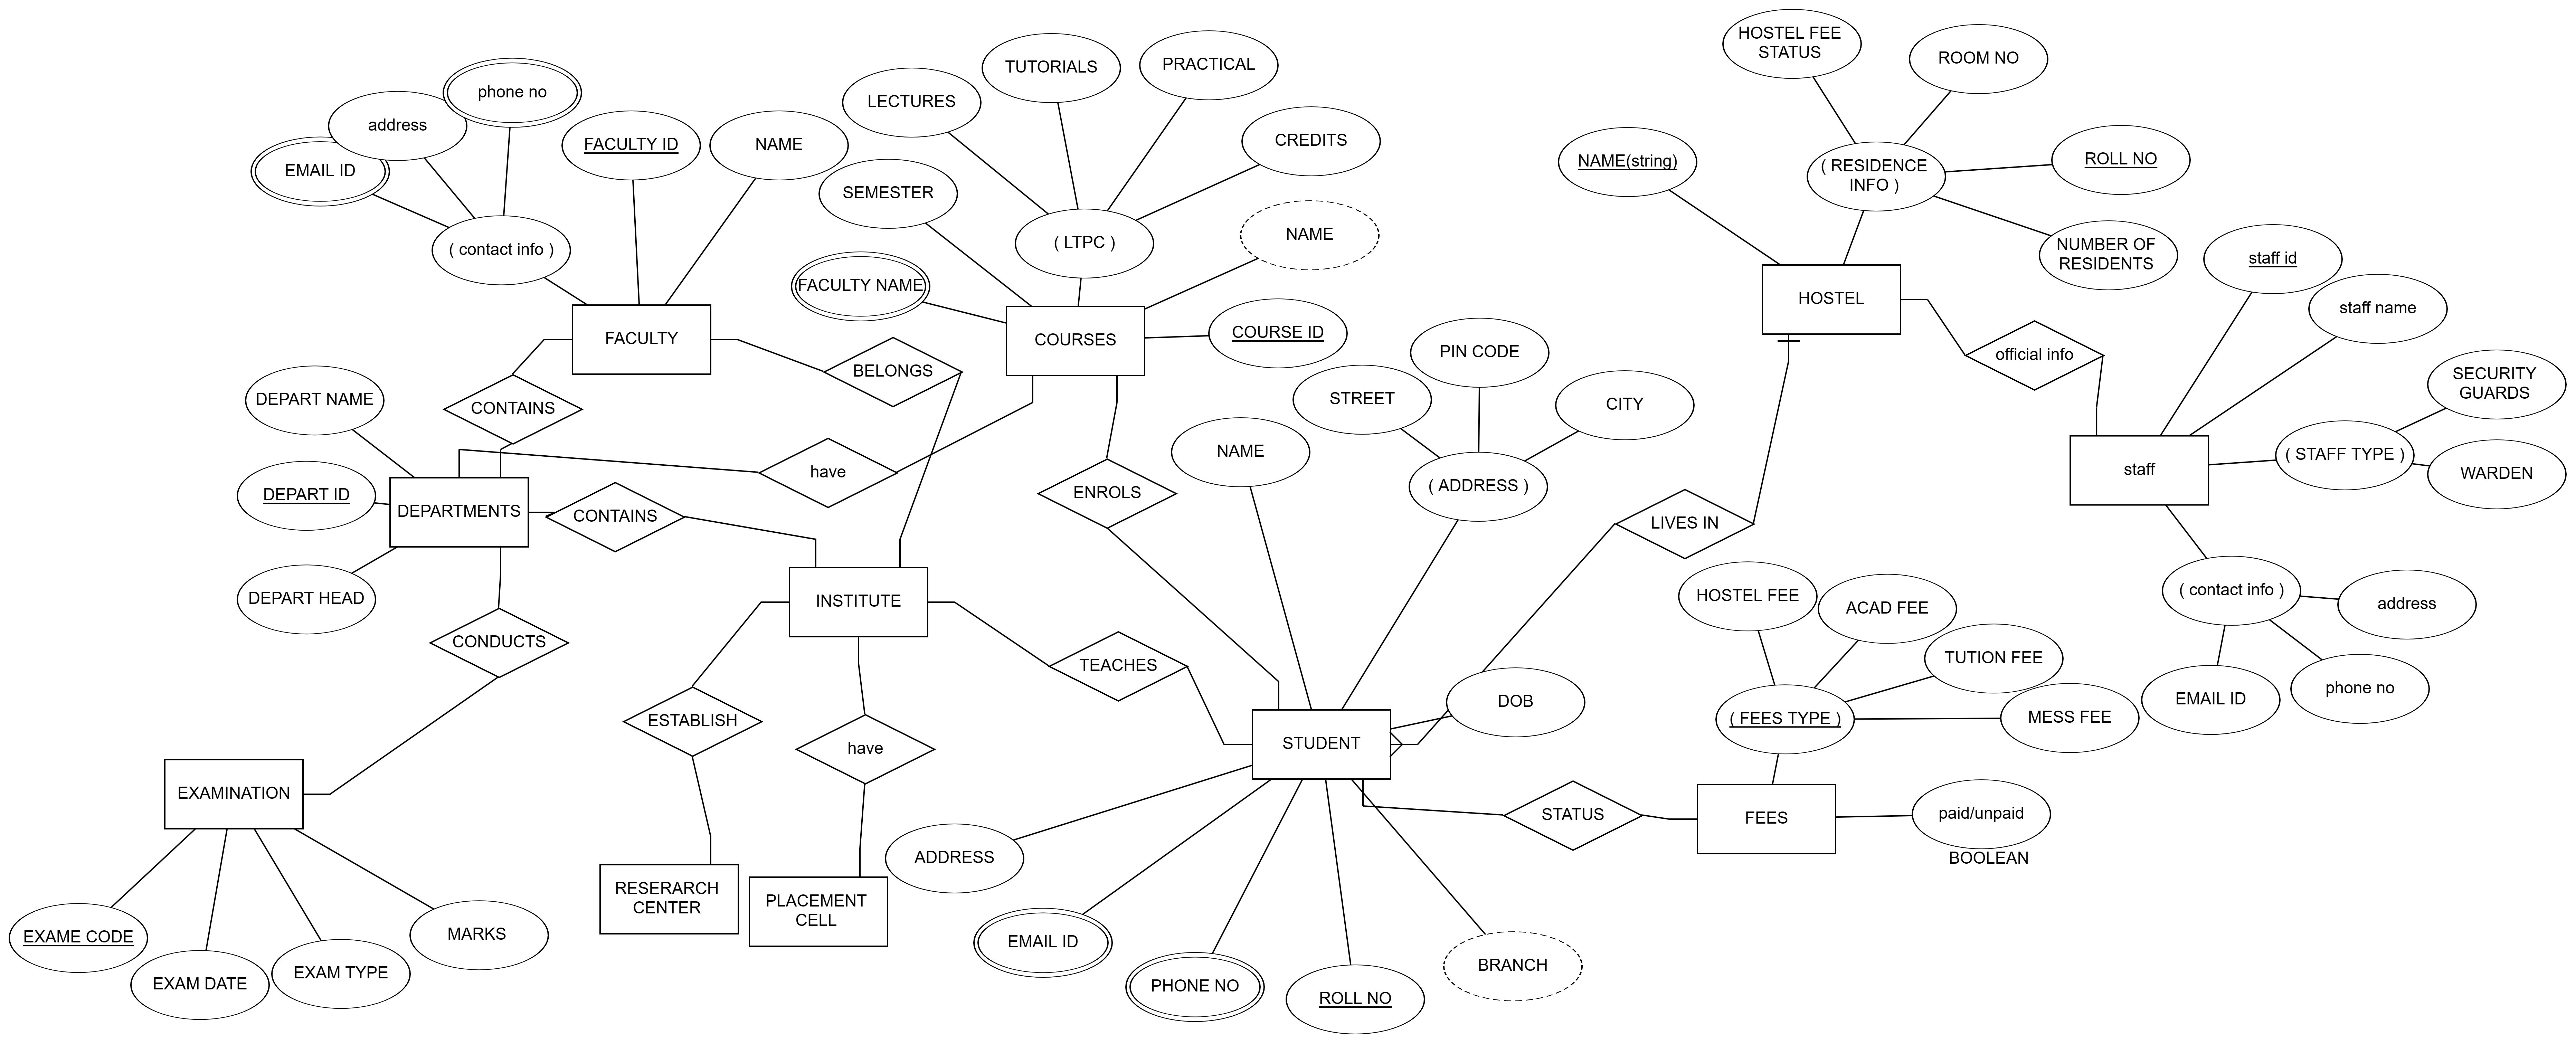 HOSTEL FEE
STATUS
ROOM NO
PRACTICAL
TUTORIALS
LECTURES
phone no
address
EMAIL ID
FACULTY ID
NAME
CREDITS
NAME(string)
( RESIDENCE
INFO )
ROLL NO
SEMESTER
( LTPC )
NAME
( contact info )
NUMBER OF
RESIDENTS
staff id
FACULTY NAME
HOSTEL
staff name
COURSE ID
FACULTY
COURSES
PIN CODE
official info
BELONGS
SECURITY
GUARDS
DEPART NAME
CONTAINS
STREET
CITY
NAME
( STAFF TYPE )
have
staff
WARDEN
DEPART ID
ENROLS
( ADDRESS )
DEPARTMENTS
CONTAINS
LIVES IN
DEPART HEAD
INSTITUTE
HOSTEL FEE
ACAD FEE
( contact info )
address
CONDUCTS
TEACHES
TUTION FEE
ESTABLISH
have
STUDENT
DOB
( FEES TYPE )
MESS FEE
EMAIL ID
phone no
EXAMINATION
STATUS
FEES
paid/unpaid
BOOLEAN
ADDRESS
RESERARCH
CENTER
PLACEMENT
CELL
EXAME CODE
MARKS
EMAIL ID
BRANCH
EXAM DATE
EXAM TYPE
PHONE NO
ROLL NO